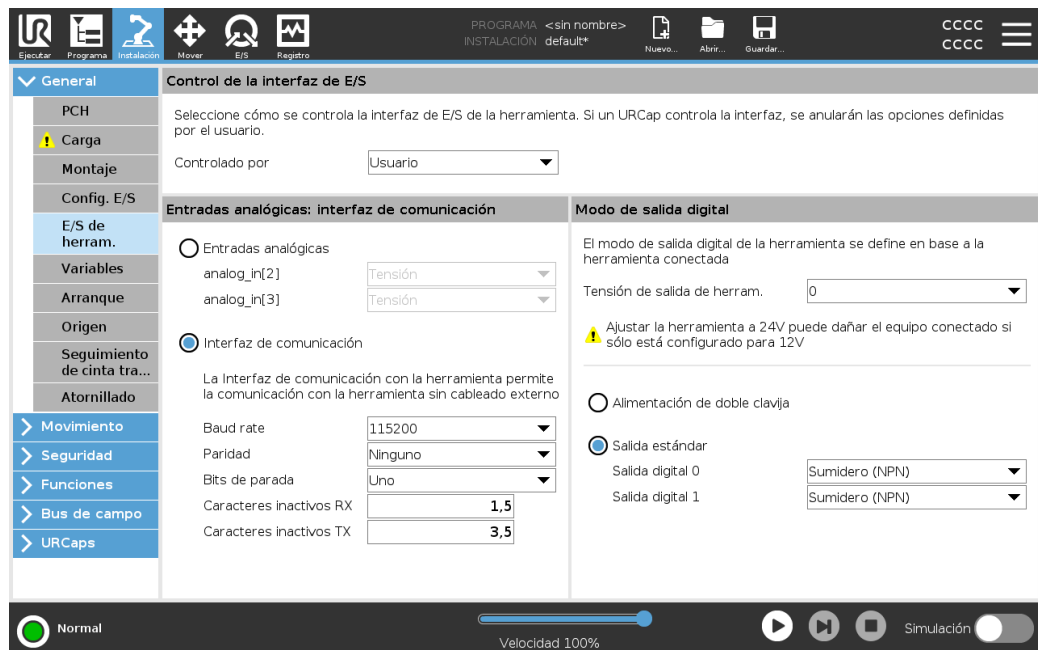 PROGRAMA <sin nombre>
INSTALACIÓN default*
CCCC
CCCC
Ejecutar
Programa
Instalación
Mover
E/S
Registro
Nuevo...
Abrir...
Guardar...
General
PCH
Carga
Montaje
Config. E/S
E/S de
herram.
Variables
Arranque
Origen
Seguimiento
de cinta tra...
Atornillado
Movimiento
Seguridad
Funciones
Bus de campo
URCaps
Control de la interfaz de E/S
Seleccione cómo se controla la interfaz de E/S de la herramienta. Si un URCap controla la interfaz, se anularán las opciones definidas
por el usuario.
Controlado por Usuario
Entradas analógicas: interfaz de comunicación
Entradas analógicas
analog_in[2] Tensión
analog_in[3] Tensión
Interfaz de comunicación
La Interfaz de comunicación con la herramienta permite
la comunicación con la herramienta sin cableado externo
Baud rate 115200
Paridad Ninguno
Bits de parada Uno
Caracteres inactivos RX 1,5
Caracteres inactivos TX 3,5
Modo de salida digital
El modo de salida digital de la herramienta se define en base a la
herramienta conectada
Tensión de salida de herram. 0
Ajustar la herramienta a 24V puede dañar el equipo conectado si
sólo está configurado para 12V
Alimentación de doble clavija
Salida estándar
Salida digital 0 Sumidero (NPN)
Salida digital 1 Sumidero (NPN)
Normal
Velocidad 100%
Simulación